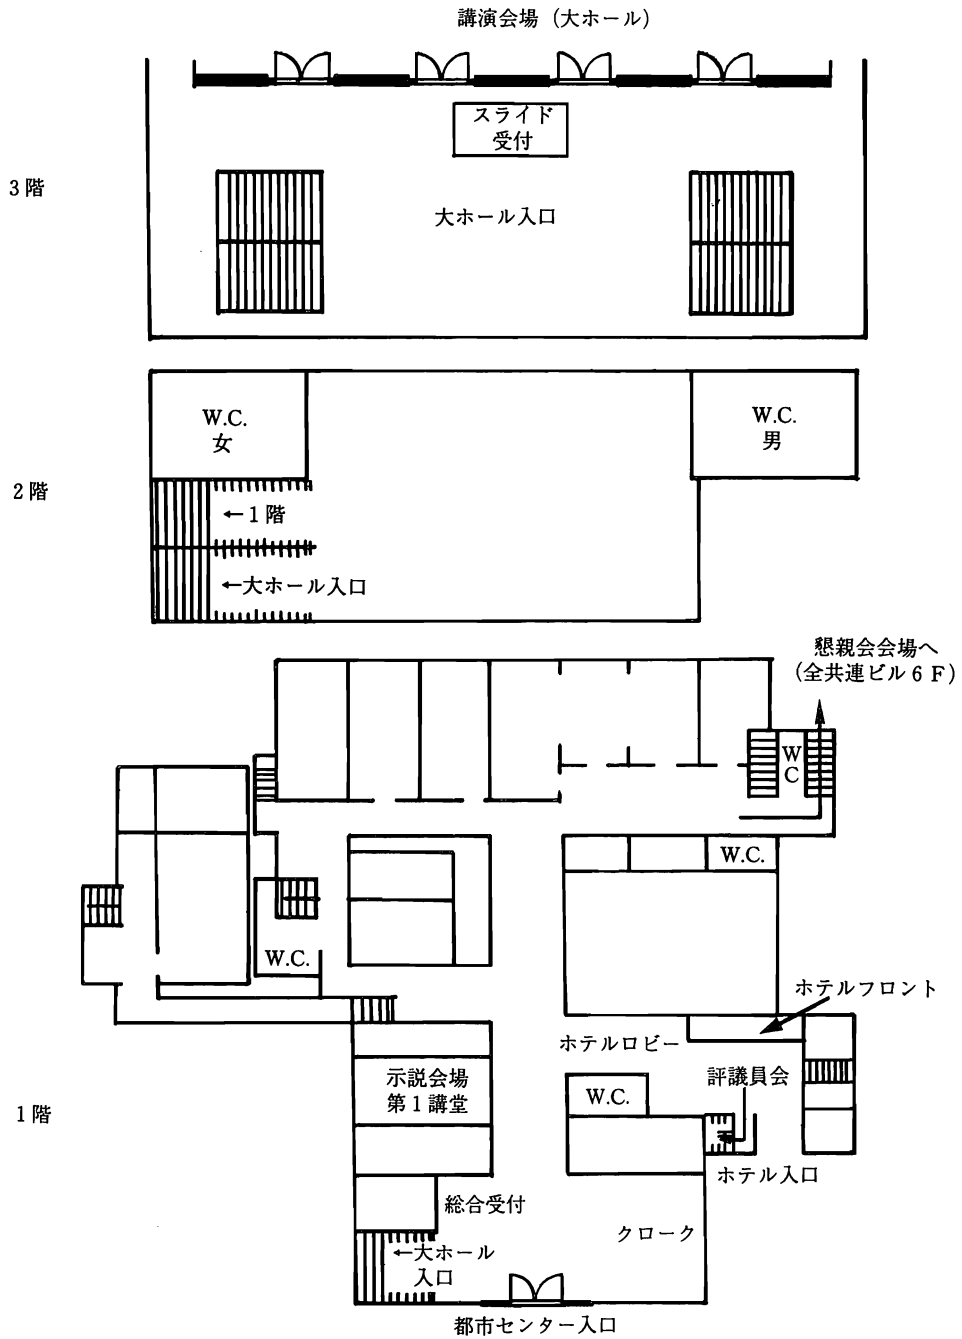 講演会場（大ホール）
スライド
受付
3階
大ホール入口
W.C.
女
W.C.
男
2階
←1階
←大ホール入口
懇親会会場へ
（全共連ビル6F）
W
C
W.C.
W.C.
ホテルフロント
ホテルロビー
示説会場
第1講堂
W.C.
評議員会
1階
ホテル入口
総合受付
クローク
←大ホール
入口
都市センター入口